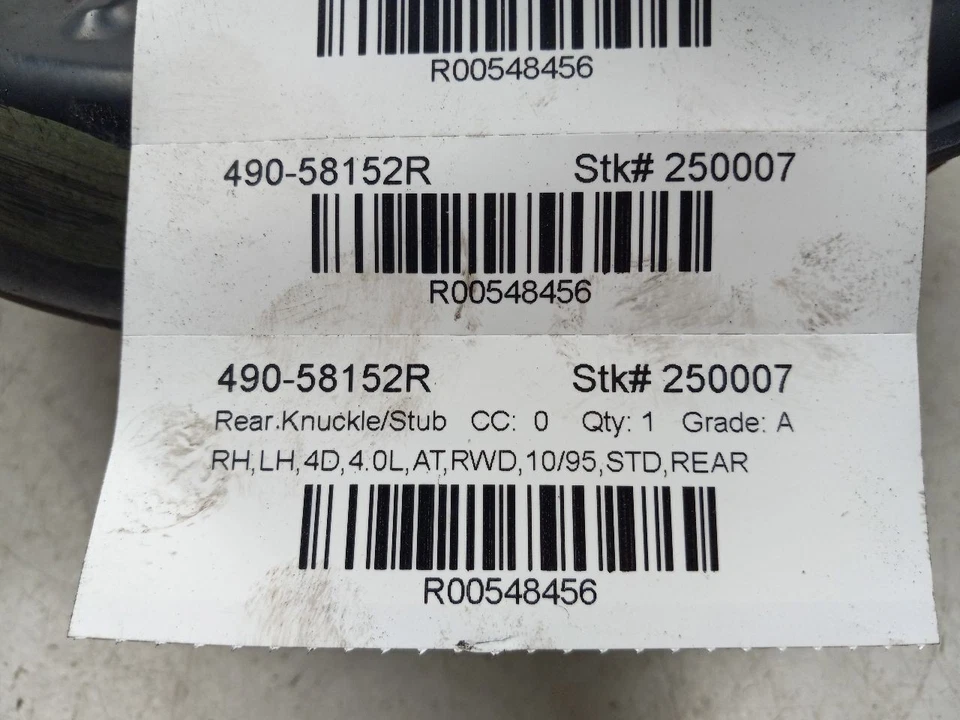 R00548456
490-58152R Stk# 250007
R00548456
490-58152R Stk# 250007
Rear Knuckle/Stub CC: 0 Qty: 1 Grade: A
RH,LH,4D,4.0L,AT,RWD,10/95,STD,REAR
R00548456